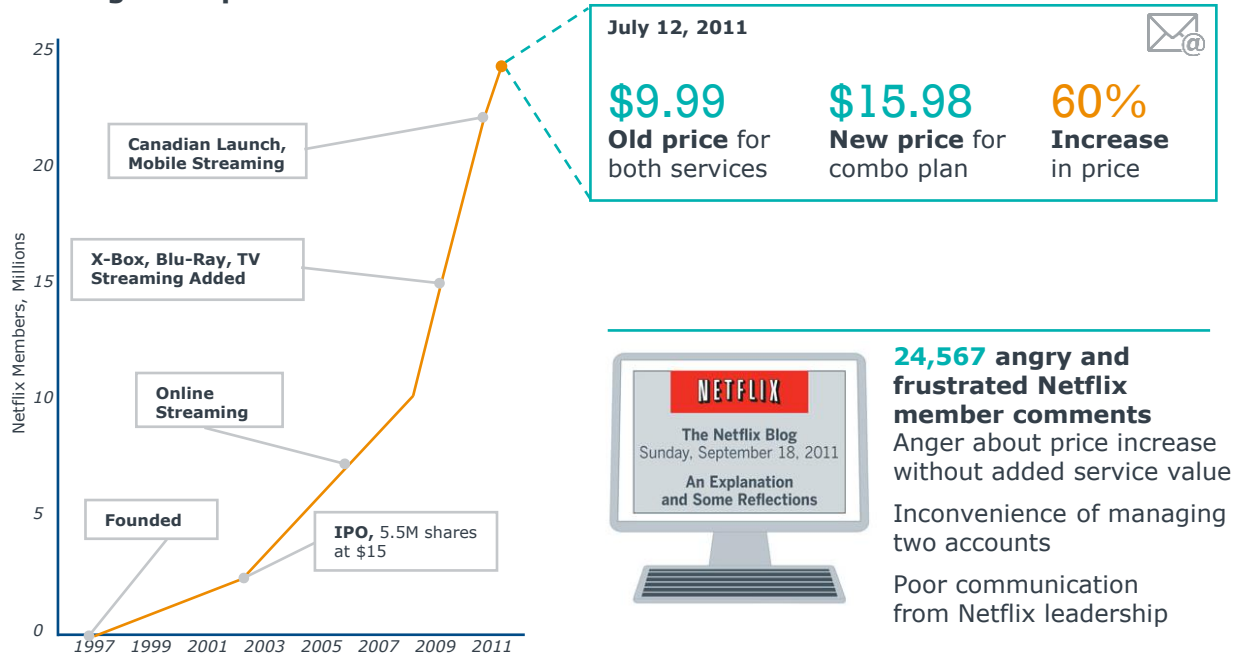 July 12, 2011
$9.99
Old price for
both services
$15.98
New price for
combo plan
60%
Increase
in price
Netflix Members, Millions
25
20
15
10
5
0
1997 1999 2001 2003 2005 2007 2009 2011
Canadian Launch,
Mobile Streaming
X-Box, Blu-Ray, TV
Streaming Added
Online
Streaming
Founded
IPO, 5.5M shares
at $15
NETFLIX
The Netflix Blog
Sunday, September 18, 2011
An Explanation
and Some Reflections
24,567 angry and
frustrated Netflix
member comments
Anger about price increase
without added service value
Inconvenience of managing
two accounts
Poor communication
from Netflix leadership
@